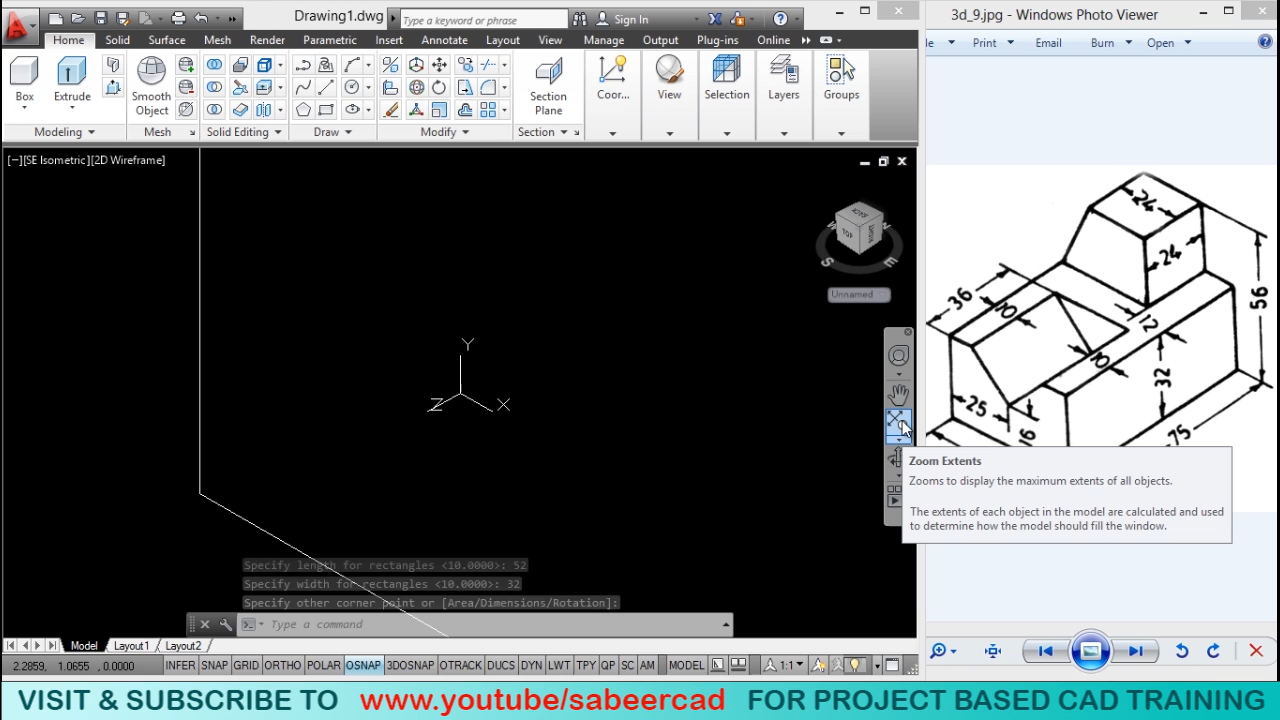 Drawing1.dwg
Type a keyword or phrase
Sign In
3d_9.jpg - Windows Photo Viewer
Home Solid Surface Mesh Render Parametric Insert Annotate Layout View Manage Output Plug-ins Online
Print Email Burn Open
Box Extrude Smooth Object Section Plane Coor... View Selection Layers Groups
Modeling Mesh Solid Editing Draw Modify Section
[−][SE Isometric][2D Wireframe]
TOP
S
E
Unnamed
Y
Z X
24
24
56
36
10
12
10
32
25
16
75
Zoom Extents
Zooms to display the maximum extents of all objects.
The extents of each object in the model are calculated and used
to determine how the model should fill the window.
Specify length for rectangles <10.0000>: 52
Specify width for rectangles <10.0000>: 32
Specify other corner point or [Area/Dimensions/Rotation]:
Type a command
Model Layout1 Layout2
2.2859, 1.0655 , 0.0000 INFER SNAP GRID ORTHO POLAR OSNAP 3DOSNAP OTRACK DUCS DYN LWT TPY QP SC AM MODEL 1:1
VISIT & SUBSCRIBE TO www.youtube/sabeercad FOR PROJECT BASED CAD TRAINING